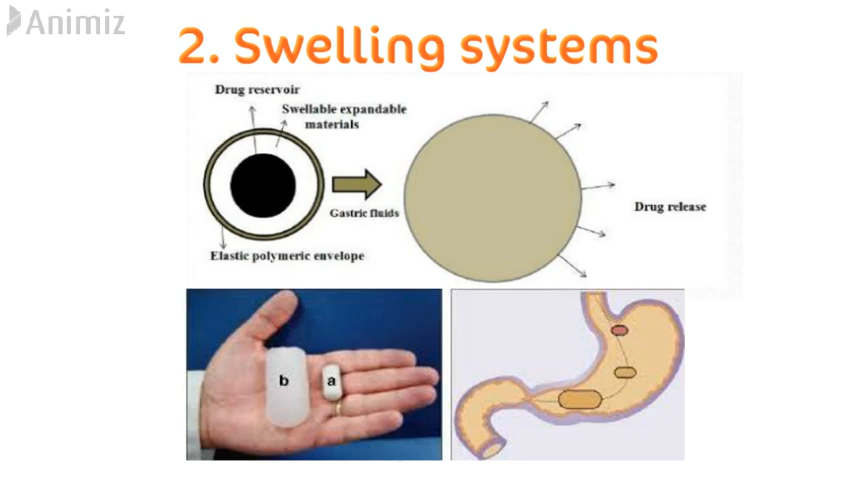 Animiz
2. Swelling systems
Drug reservoir
Swellable expandable
materials
Gastric fluids
Drug release
Elastic polymeric envelope
b
a